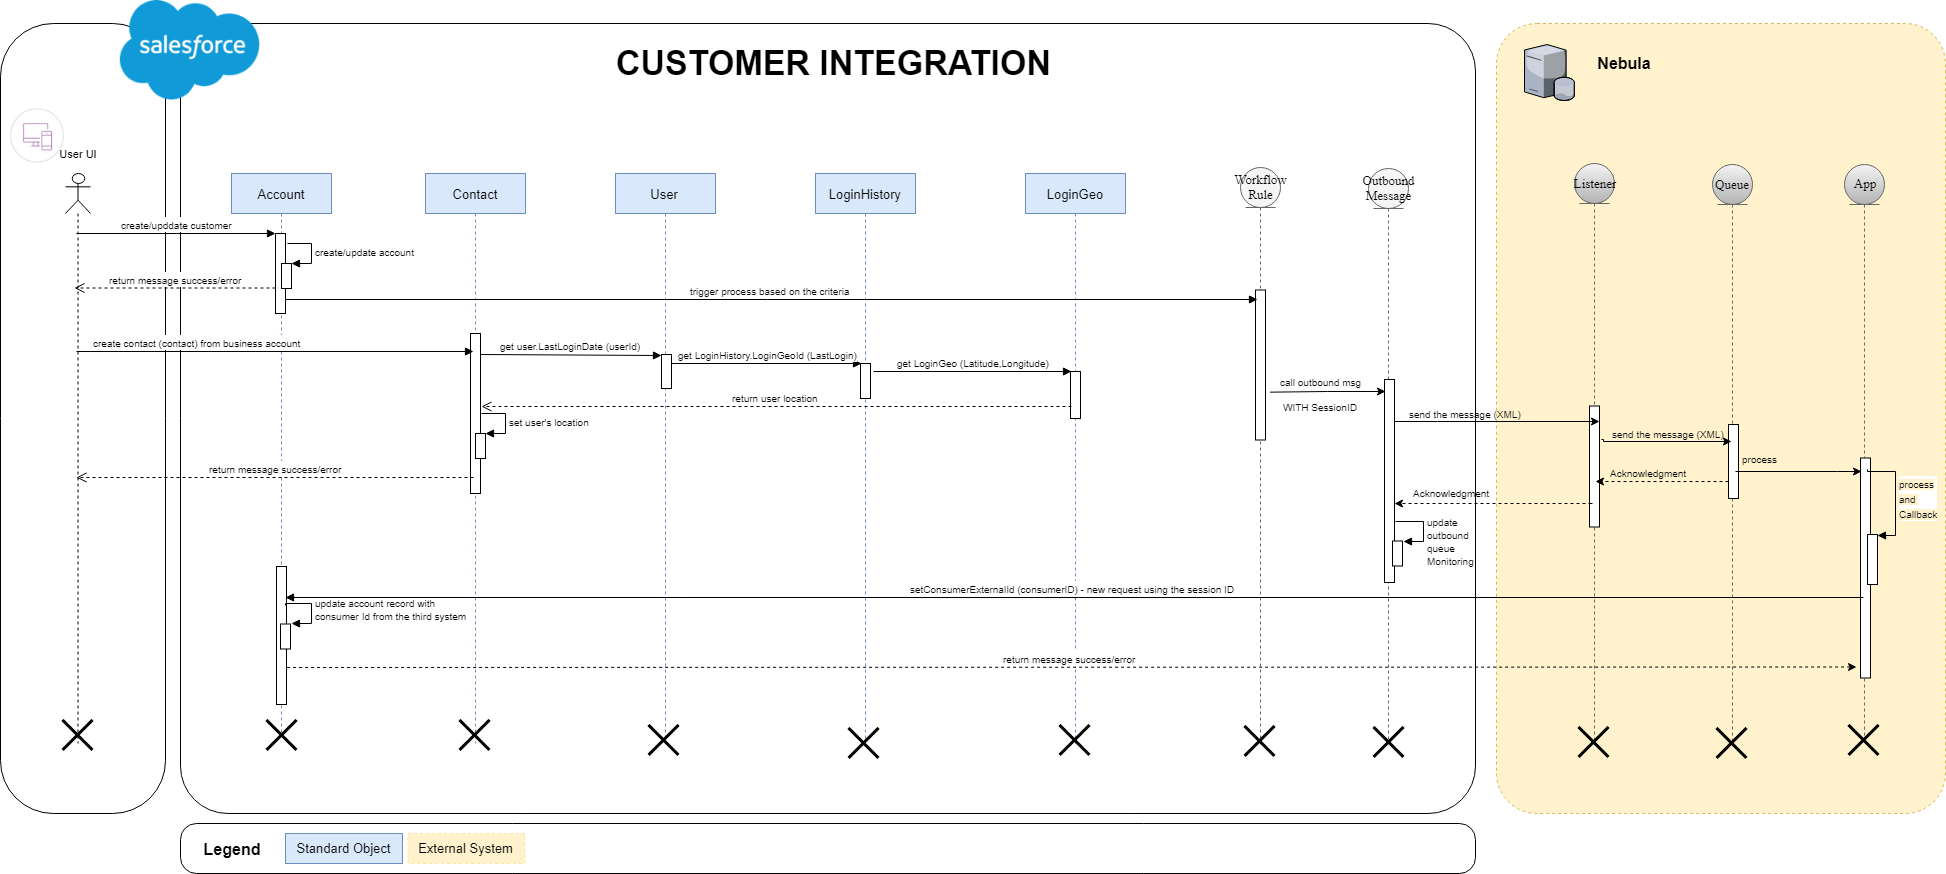 salesforce
CUSTOMER INTEGRATION
Nebula
User UI
Account
Contact
User
LoginHistory
LoginGeo
Workflow
Rule
Outbound
Message
Listener
Queue
App
create/upddate customer
create/update account
return message success/error
trigger process based on the criteria
create contact (contact) from business account
get user.LastLoginDate (userId)
get LoginHistory.LoginGeoId (LastLogin)
get LoginGeo (Latitude,Longitude)
call outbound msg
WITH SessionID
return user location
set user's location
send the message (XML)
send the message (XML)
process
return message success/error
Acknowledgment
Acknowledgment
process
and
Callback
update
outbound
queue
Monitoring
setConsumerExternalId (consumerID) - new request using the session ID
update account record with
consumer Id from the third system
return message success/error
Legend
Standard Object
External System